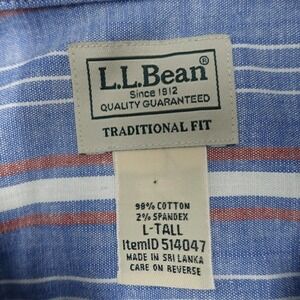 L.L.Bean®
Since 1912
QUALITY GUARANTEED
TRADITIONAL FIT
98% COTTON
2% SPANDEX
L-TALL
ItemID 514047
MADE IN SRI LANKA
CARE ON REVERSE